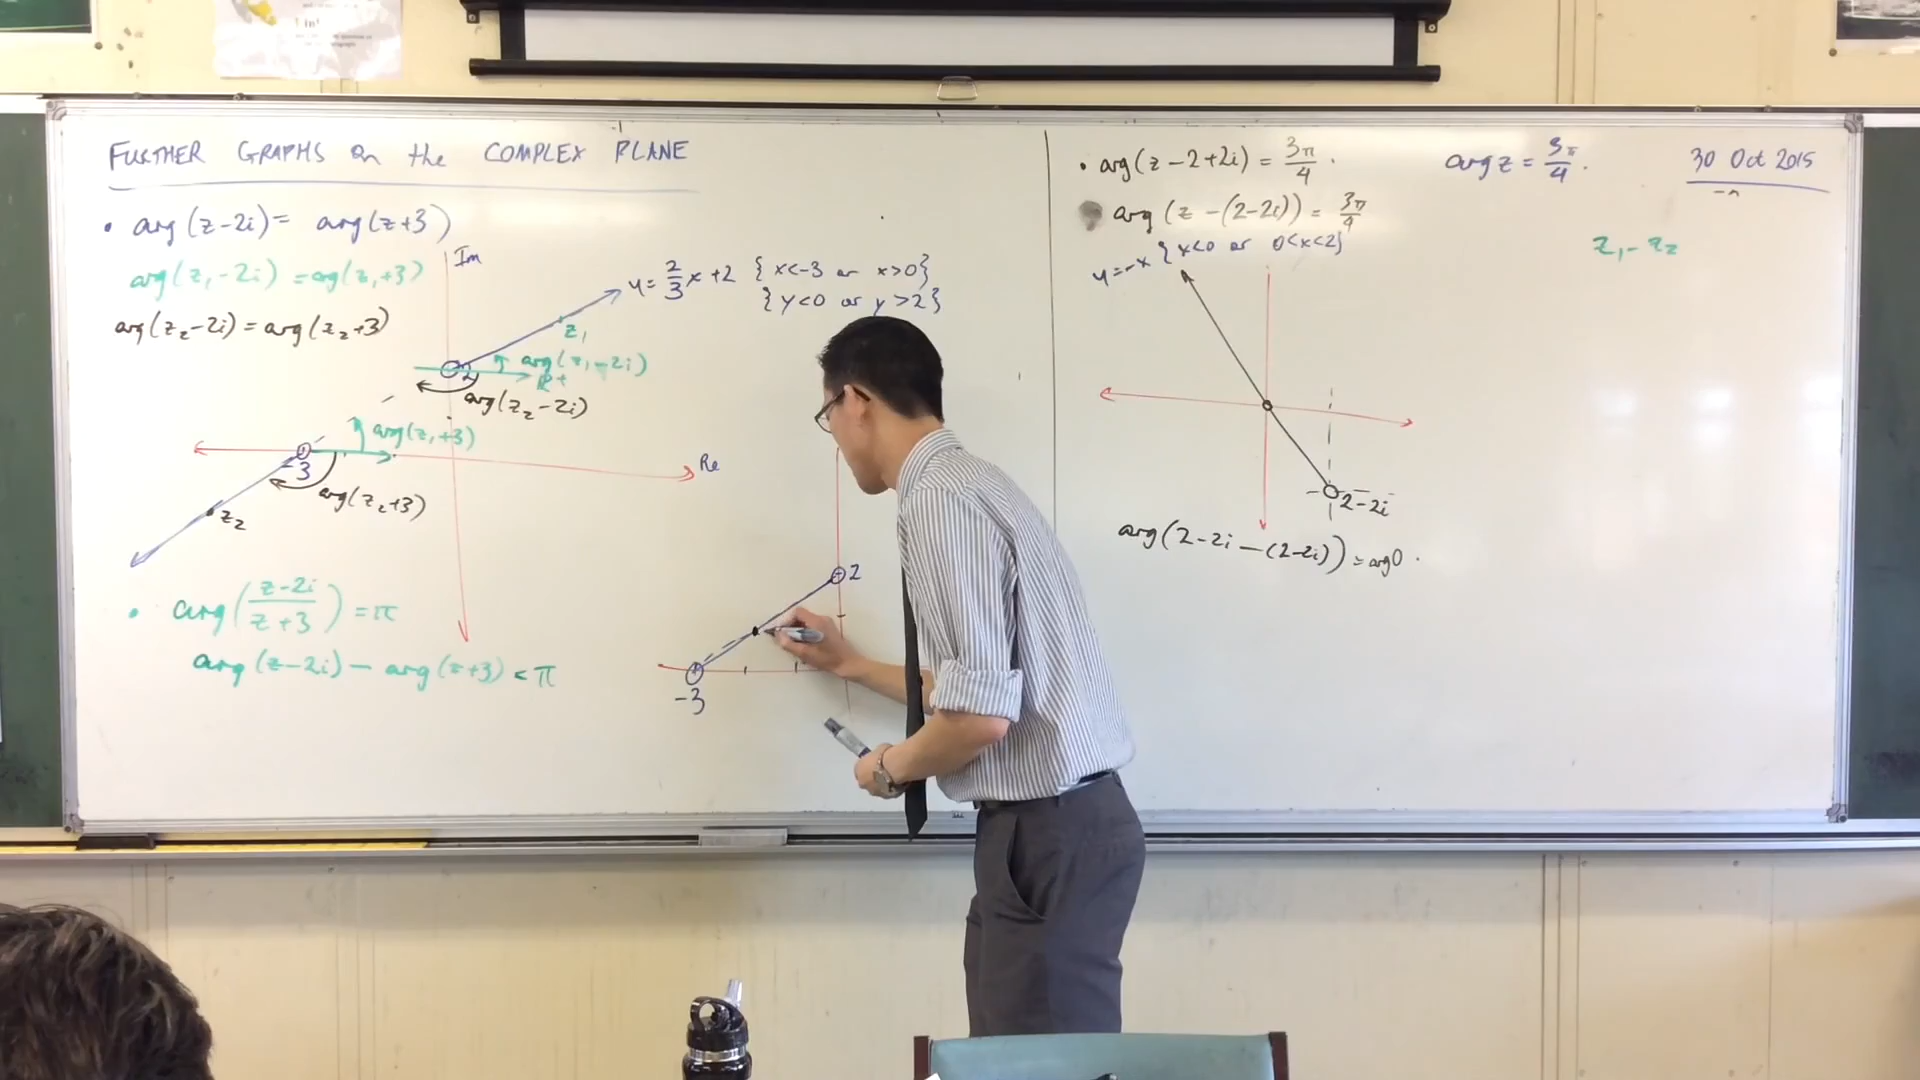 FURTHER GRAPHS on the COMPLEX PLANE
• arg(z-2i) = arg(z+3)
arg(z₁-2i) = arg(z₁+3)
arg(z₂-2i) = arg(z₂+3)
Im
y = 2/3 x + 2 {x<-3 or x>0}
{y<0 or y>2}
z₁
arg(z₁-2i)
2
R+
arg(z₂-2i)
arg(z₁+3)
Re
-3
arg(z₂+3)
z₂
• arg((z-2i)/(z+3)) = π
arg(z-2i) - arg(z+3) = π
2
-3
• arg(z-2+2i) = 3π/4.
arg(z-(2-2i)) = 3π/4
y=-x {x<0 or 0<x<2}
2-2i
arg(2-2i-(2-2i)) = arg0.
arg z = 3π/4.
30 Oct 2015
z₁-z₂